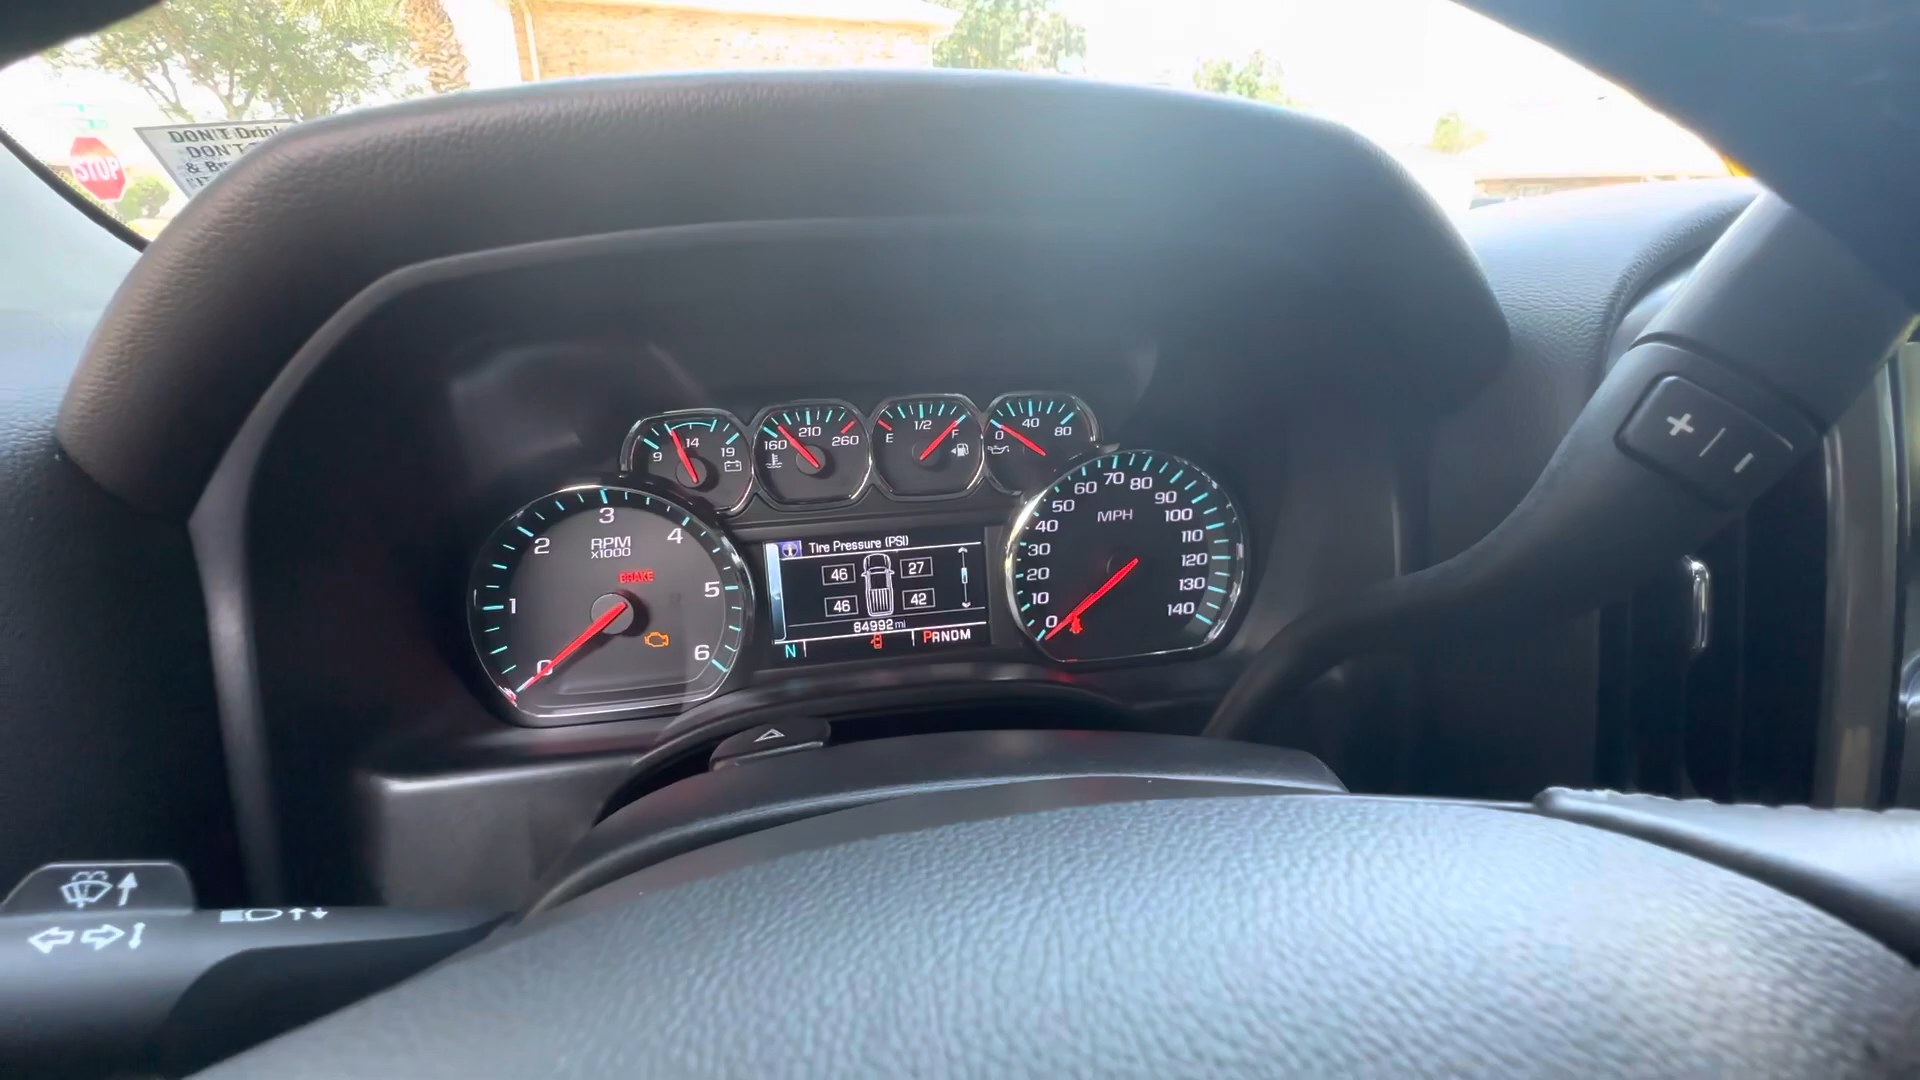 STOP
DON'T Drink
DON'T
&
9 14 19
160 210 260
E 1/2 F
0 40 80
0 1 2 3 4 5 6
RPM
x1000
BRAKE
Tire Pressure (PSI)
46 27
46 42
64992 mi
N PRNDM
0 10 20 30 40 50 60 70 80 90 100 110 120 130 140
MPH
+ | -